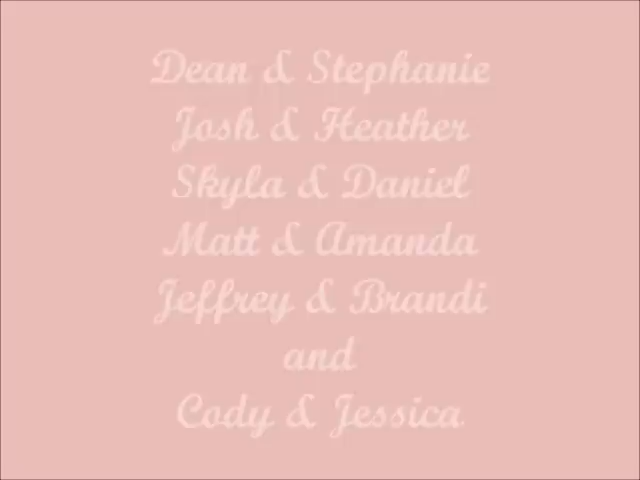 Dean & Stephanie
Josh & Heather
Skyla & Daniel
Matt & Amanda
Jeffrey & Brandi
and
Cody & Jessica